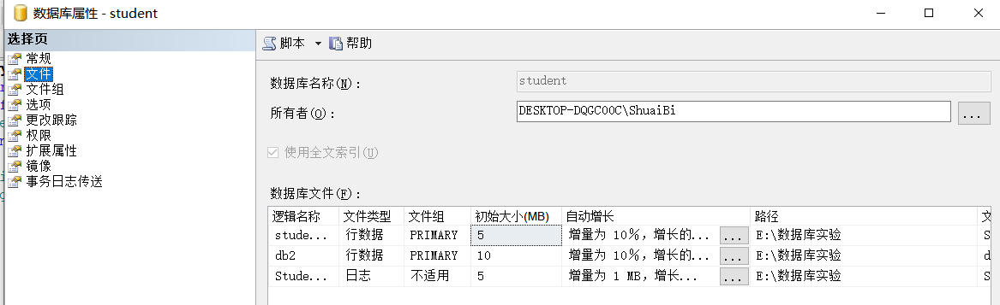 数据库属性 - student
选择页
常规
文件
文件组
选项
更改跟踪
权限
扩展属性
镜像
事务日志传送
脚本 帮助
数据库名称(N):
student
所有者(O):
DESKTOP-DQGC00C\ShuaiBi
...
使用全文索引(U)
数据库文件(F):
逻辑名称 文件类型 文件组 初始大小(MB) 自动增长 路径 文
stude... 行数据 PRIMARY 5 增量为 10%，增长的... ... E:\数据库实验 S
db2 行数据 PRIMARY 10 增量为 10%，增长的... ... E:\数据库实验 d
Stude... 日志 不适用 5 增量为 1 MB，增长... ... E:\数据库实验 S